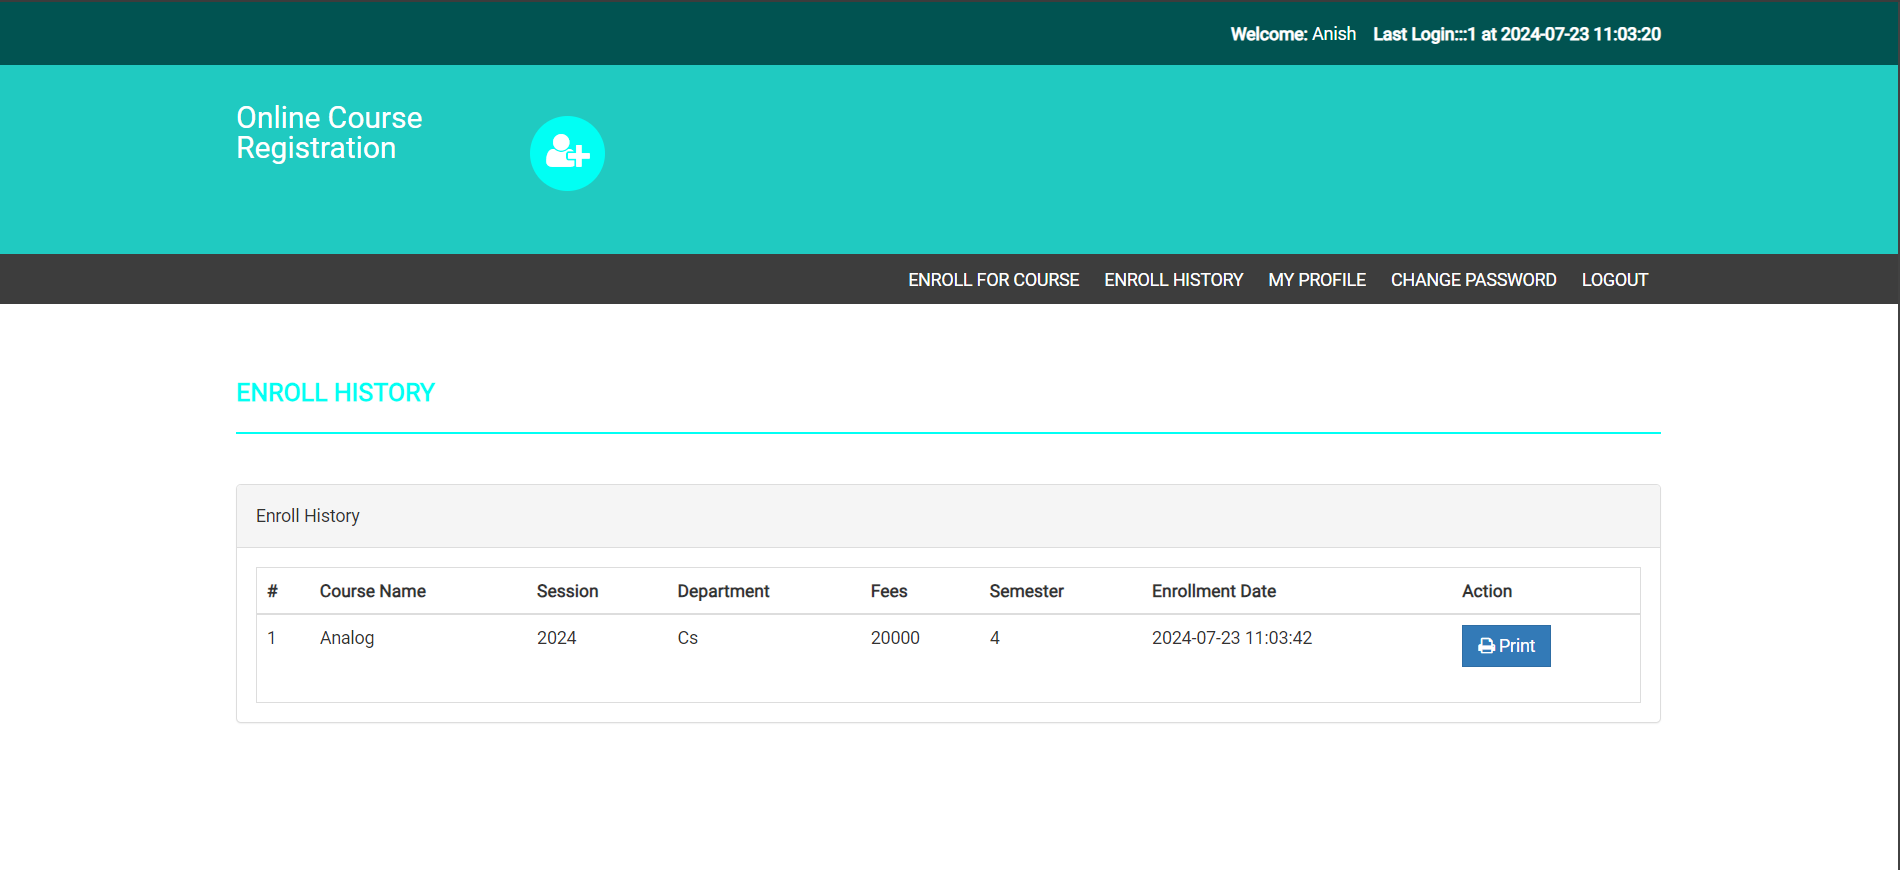 Welcome: Anish Last Login:::1 at 2024-07-23 11:03:20
Online Course
Registration
ENROLL FOR COURSE ENROLL HISTORY MY PROFILE CHANGE PASSWORD LOGOUT
ENROLL HISTORY
Enroll History
# Course Name Session Department Fees Semester Enrollment Date Action
1 Analog 2024 Cs 20000 4 2024-07-23 11:03:42 Print